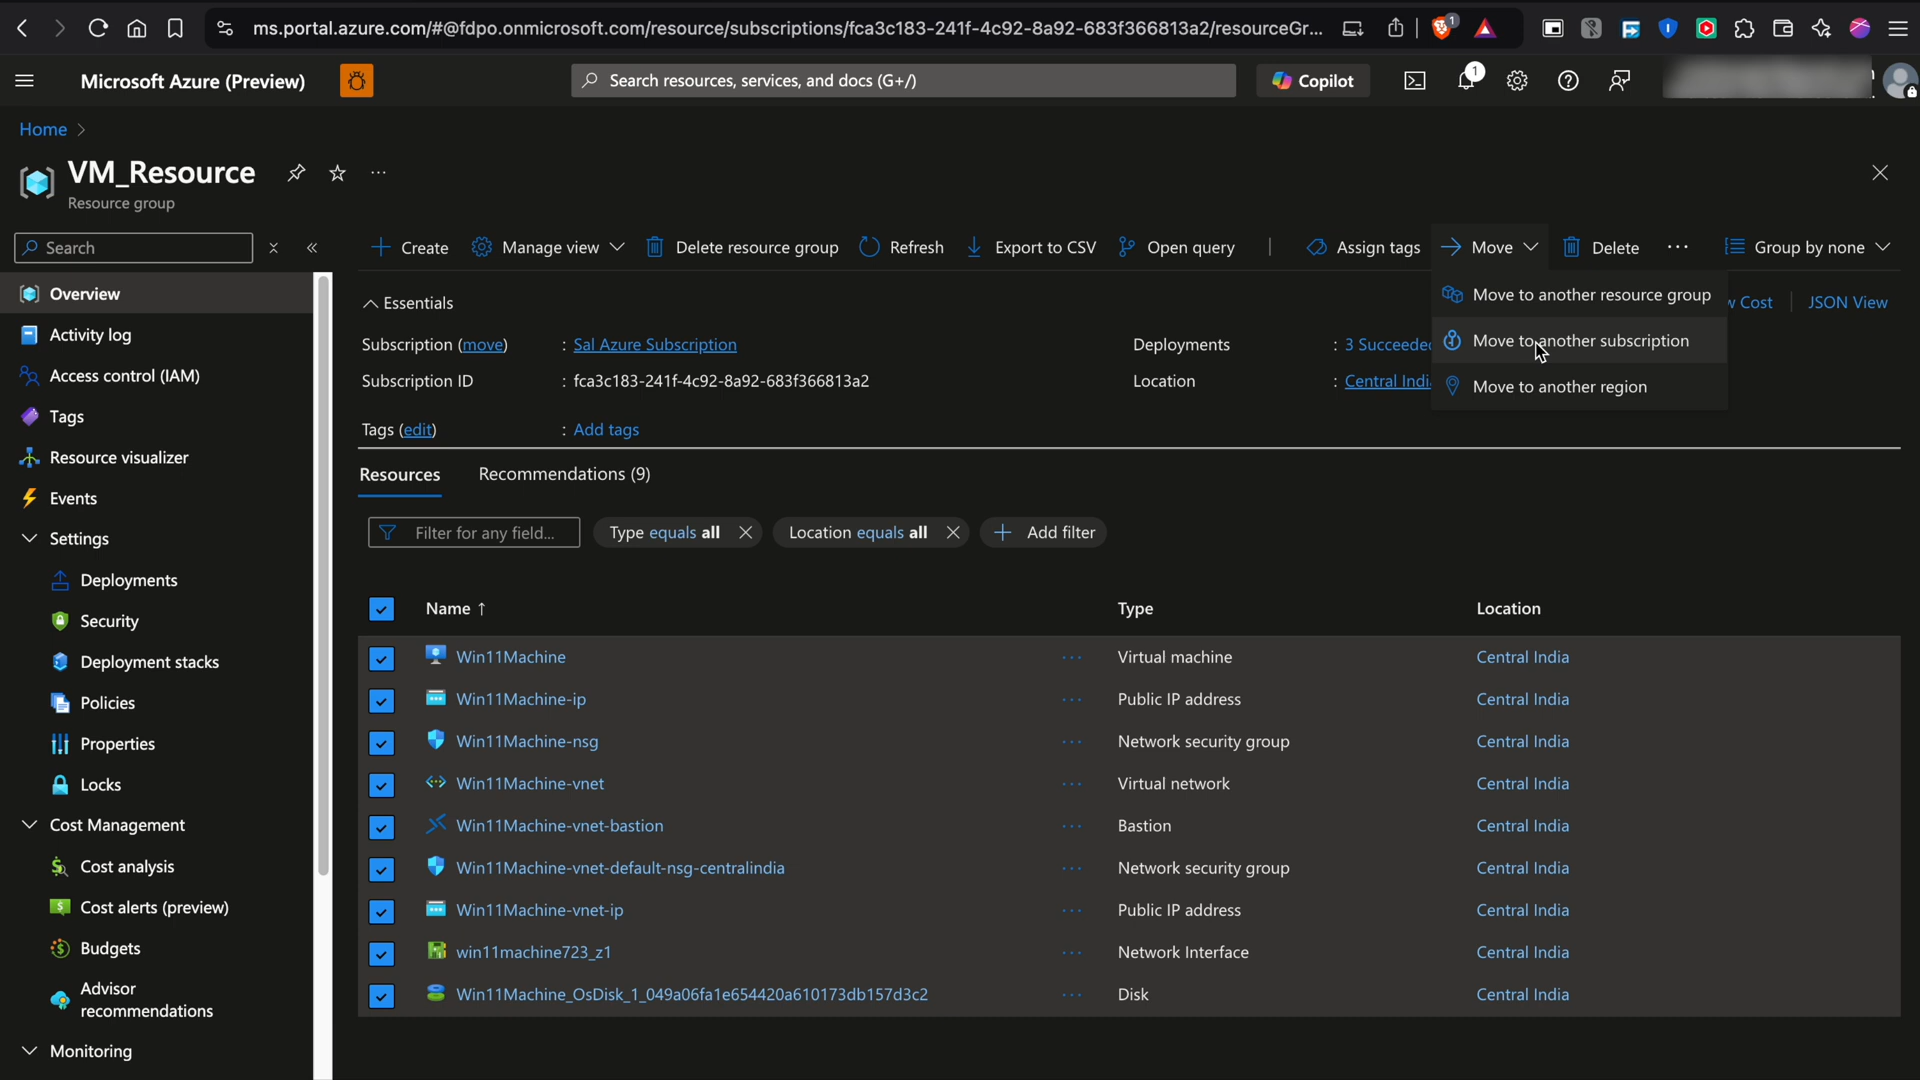 ms.portal.azure.com/#@fdpo.onmicrosoft.com/resource/subscriptions/fca3c183-241f-4c92-8a92-683f366813a2/resourceGr...
1
Microsoft Azure (Preview)
Search resources, services, and docs (G+/)
Copilot
1
Home >
VM_Resource
Resource group
Search
Create
Manage view
Delete resource group
Refresh
Export to CSV
Open query
Assign tags
Move
Delete
Group by none
Move to another resource group
Move to another subscription
Move to another region
Overview
Activity log
Access control (IAM)
Tags
Resource visualizer
Events
Settings
Deployments
Security
Deployment stacks
Policies
Properties
Locks
Cost Management
Cost analysis
Cost alerts (preview)
Budgets
Advisor
recommendations
Monitoring
Essentials
w Cost
JSON View
Subscription (move) : Sal Azure Subscription
Deployments : 3 Succeeded
Subscription ID : fca3c183-241f-4c92-8a92-683f366813a2
Location : Central Indi
Tags (edit) : Add tags
Resources
Recommendations (9)
Filter for any field...
Type equals all
Location equals all
Add filter
Name ↑ Type Location
Win11Machine ... Virtual machine Central India
Win11Machine-ip ... Public IP address Central India
Win11Machine-nsg ... Network security group Central India
Win11Machine-vnet ... Virtual network Central India
Win11Machine-vnet-bastion ... Bastion Central India
Win11Machine-vnet-default-nsg-centralindia ... Network security group Central India
Win11Machine-vnet-ip ... Public IP address Central India
win11machine723_z1 ... Network Interface Central India
Win11Machine_OsDisk_1_049a06fa1e654420a610173db157d3c2 ... Disk Central India